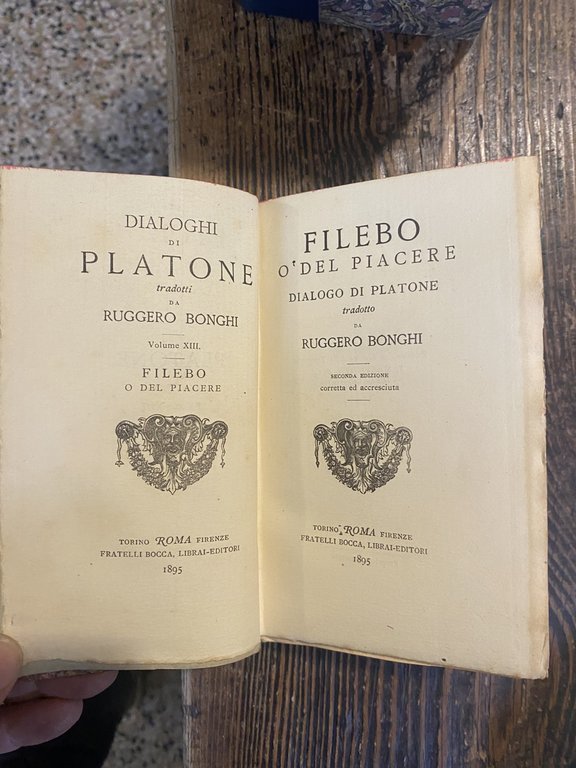 DIALOGHI
DI
PLATONE
tradotti
DA
RUGGERO BONGHI
Volume XIII.
FILEBO
O DEL PIACERE
TORINO ROMA FIRENZE
FRATELLI BOCCA, LIBRAI-EDITORI
1895
FILEBO
O DEL PIACERE
DIALOGO DI PLATONE
tradotto
DA
RUGGERO BONGHI
SECONDA EDIZIONE
corretta ed accresciuta
TORINO ROMA FIRENZE
FRATELLI BOCCA, LIBRAI-EDITORI
1895